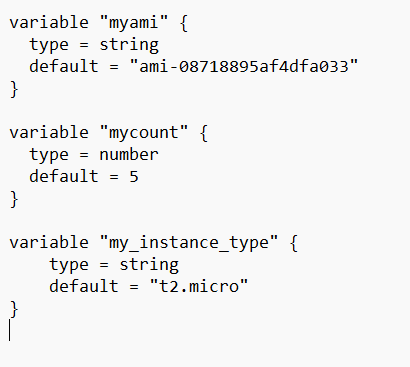 variable "myami" {
  type = string
  default = "ami-08718895af4dfa033"
}

variable "mycount" {
  type = number
  default = 5
}

variable "my_instance_type" {
    type = string
    default = "t2.micro"
}